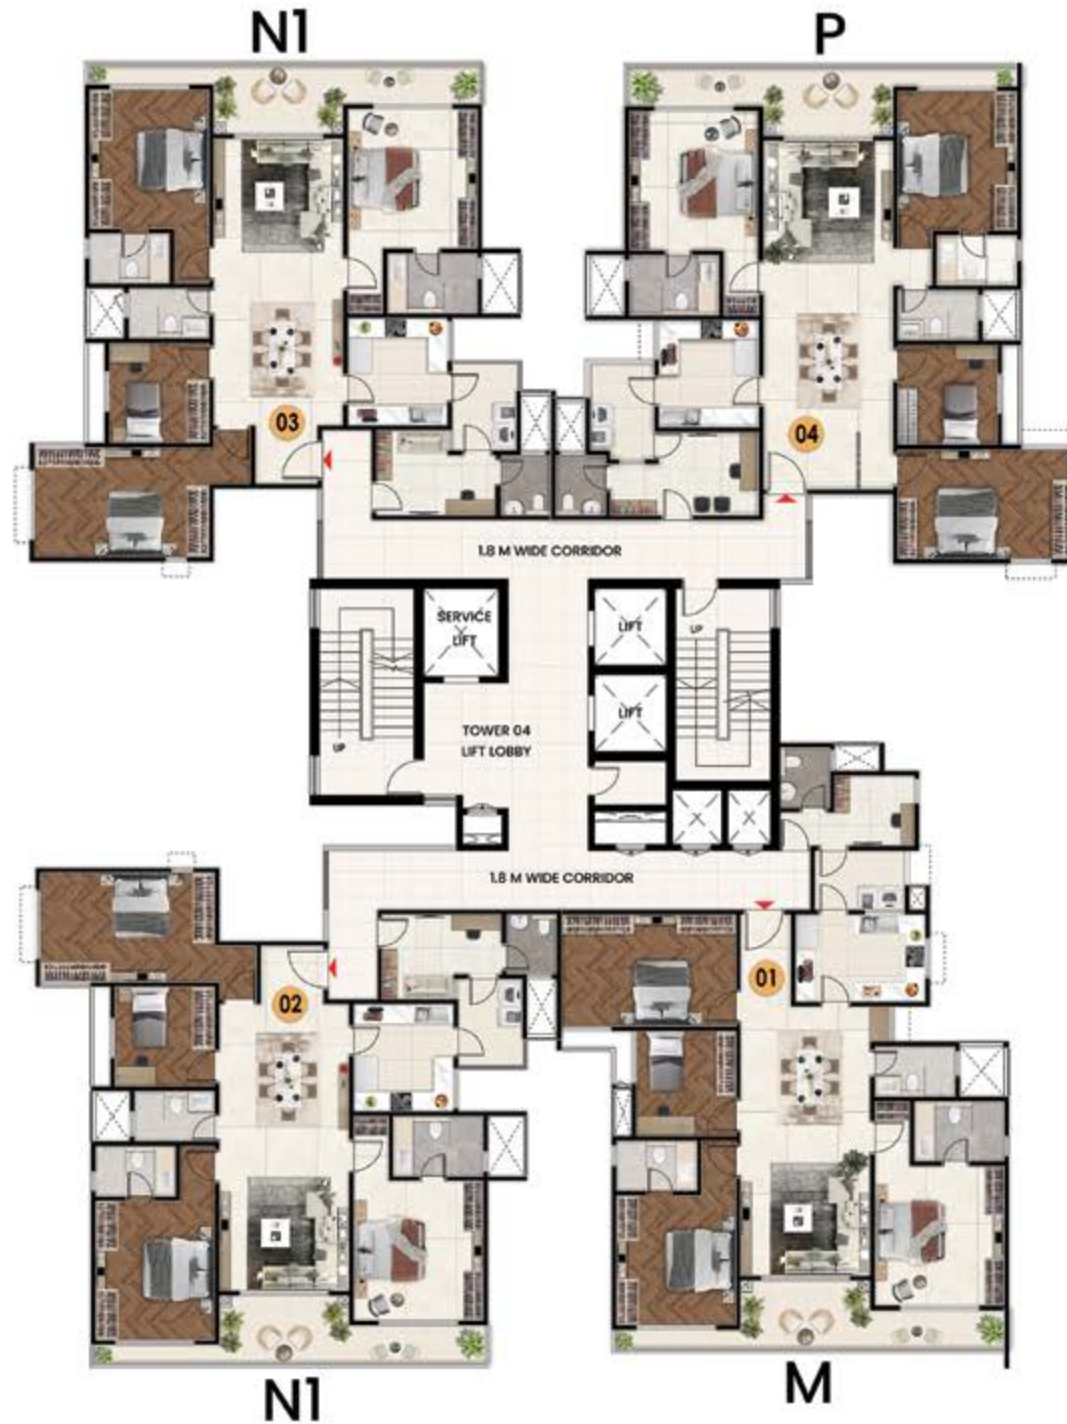 N1
P
03
04
1.8 M WIDE CORRIDOR
SERVICE
LIFT
LIFT
UP
LIFT
TOWER 04
LIFT LOBBY
UP
1.8 M WIDE CORRIDOR
02
01
N1
M